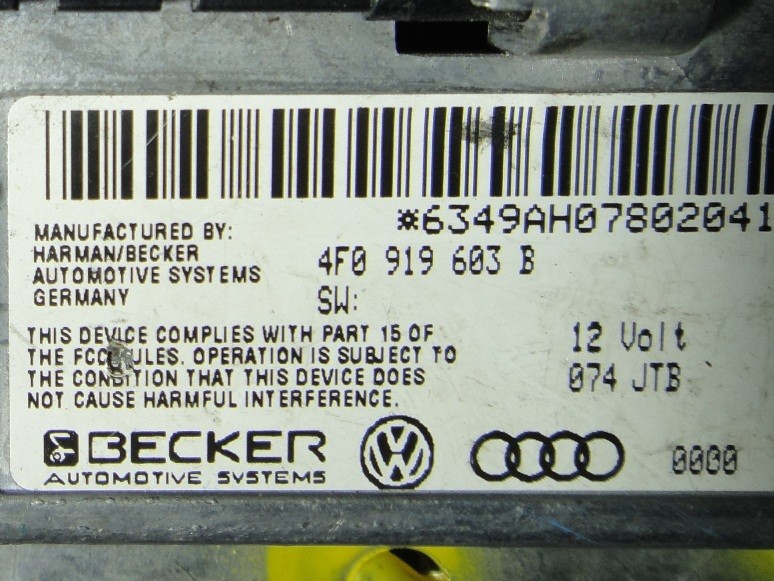 *6349AH07802041
MANUFACTURED BY:
HARMAN/BECKER
AUTOMOTIVE SYSTEMS
GERMANY
4F0 919 603 B
SW:
THIS DEVICE COMPLIES WITH PART 15 OF
THE FCC RULES. OPERATION IS SUBJECT TO
THE CONDITION THAT THIS DEVICE DOES
NOT CAUSE HARMFUL INTERFERENCE.
12 Volt
074 JTB
BECKER
AUTOMOTIVE SYSTEMS
VW